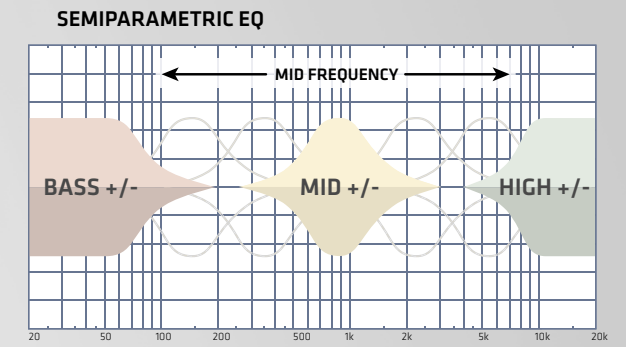 SEMIPARAMETRIC EQ
MID FREQUENCY
BASS +/- MID +/- HIGH +/-
20 50 100 200 500 1k 2k 5k 10k 20k